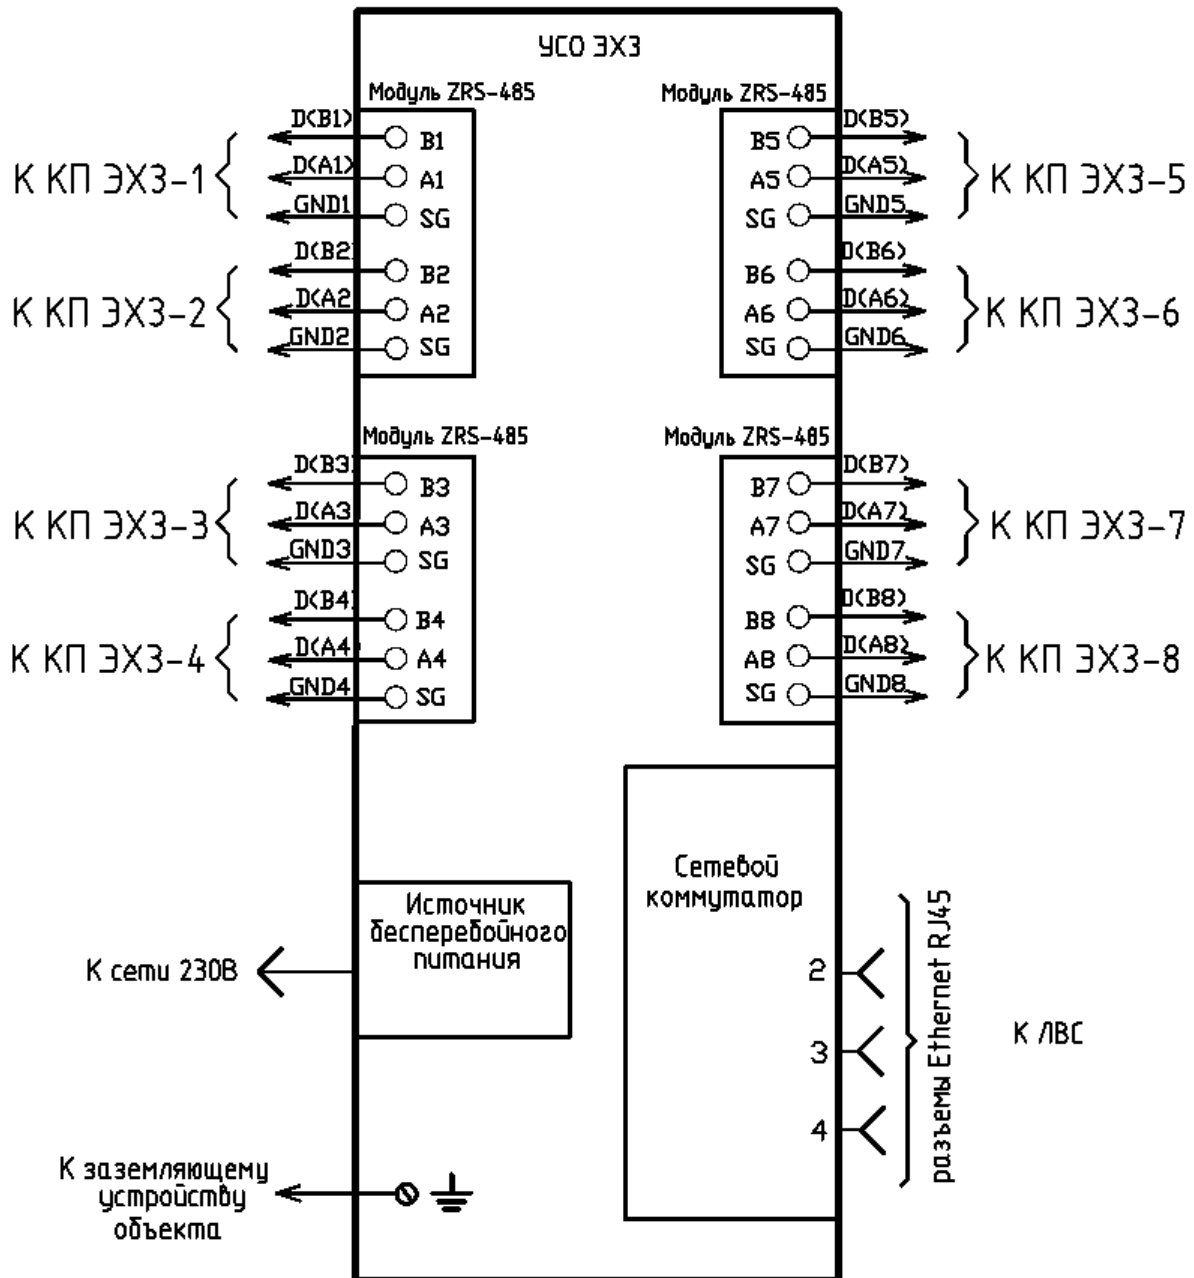 УСО ЭХЗ
Модуль ZRS-485
D(B1)
B1
D(A1)
A1
GND1
SG
К КП ЭХЗ-1
D(B2)
B2
D(A2
A2
GND2
SG
К КП ЭХЗ-2
Модуль ZRS-485
D(B5)
B5
D(A5)
A5
GND5
SG
К КП ЭХЗ-5
D(B6)
B6
D(A6)
A6
GND6
SG
К КП ЭХЗ-6
Модуль ZRS-485
D(B3
B3
D(A3
A3
GND3
SG
К КП ЭХЗ-3
D(B4)
B4
D(A4)
A4
GND4
SG
К КП ЭХЗ-4
Модуль ZRS-485
D(B7)
B7
D(A7)
A7
GND7
SG
К КП ЭХЗ-7
D(B8)
B8
D(A8)
A8
GND8
SG
К КП ЭХЗ-8
Источник
бесперебойного
питания
К сети 230В
Сетевой
коммутатор
2
3
4
разъемы Ethernet RJ45
К ЛВС
К заземляющему
устройству
объекта